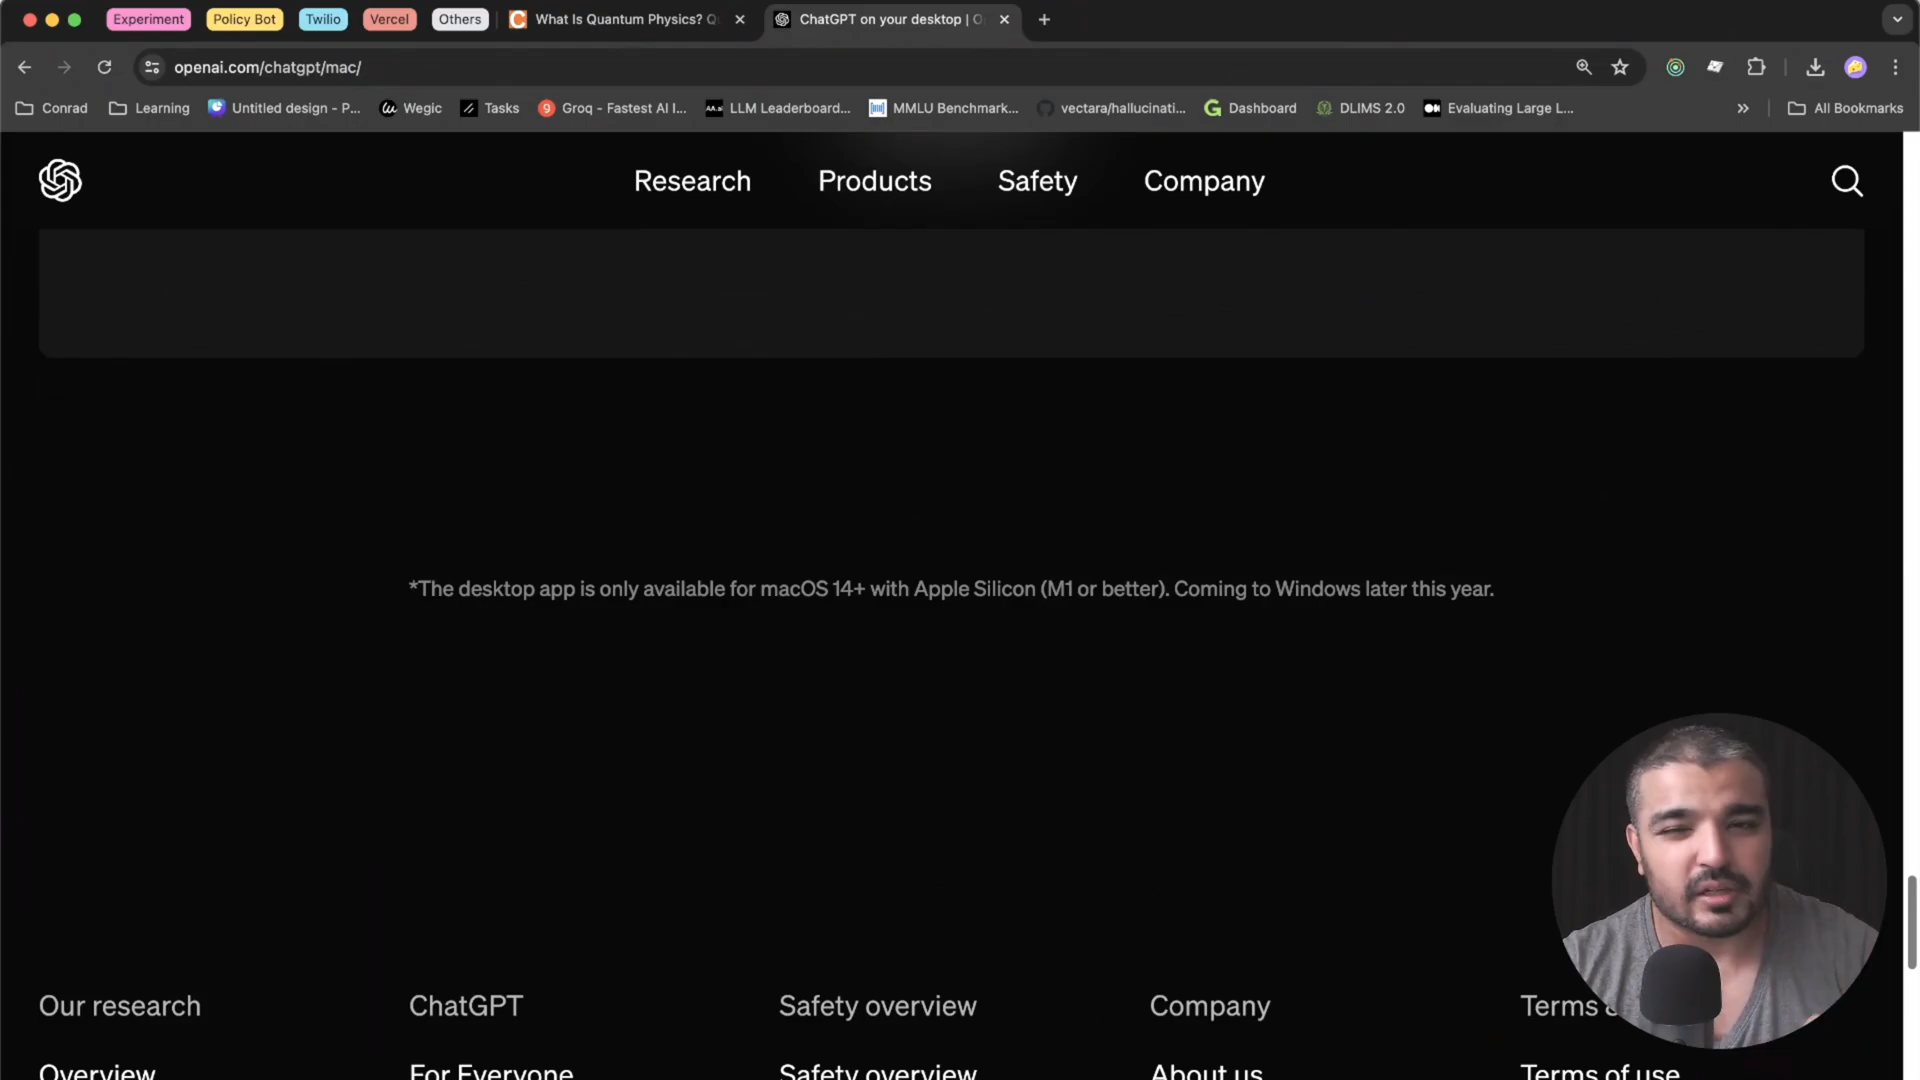 Experiment Policy Bot Twilio Vercel Others What Is Quantum Physics? ChatGPT on your desktop |
openai.com/chatgpt/mac/
Conrad Learning Untitled design - P... Wegic Tasks Groq - Fastest AI I... LLM Leaderboard... MMLU Benchmark... vectara/hallucinati... Dashboard DLIMS 2.0 Evaluating Large L... All Bookmarks
Research Products Safety Company
*The desktop app is only available for macOS 14+ with Apple Silicon (M1 or better). Coming to Windows later this year.
Our research ChatGPT Safety overview Company Terms
Overview For Everyone Safety overview About us Terms of use